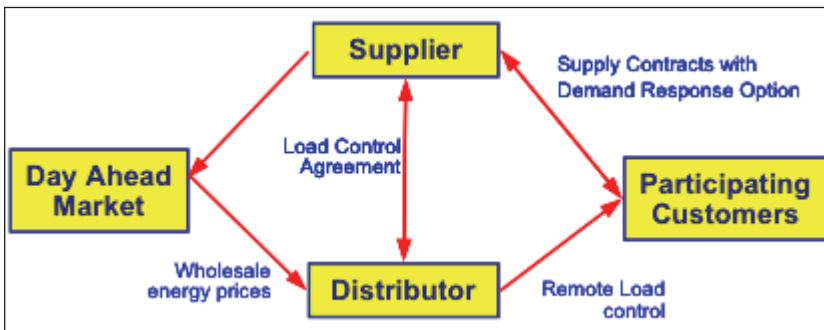 Supplier
Supply Contracts with
Demand Response Option
Load Control
Agreement
Day Ahead
Market
Participating
Customers
Wholesale
energy prices
Distributor
Remote Load
control